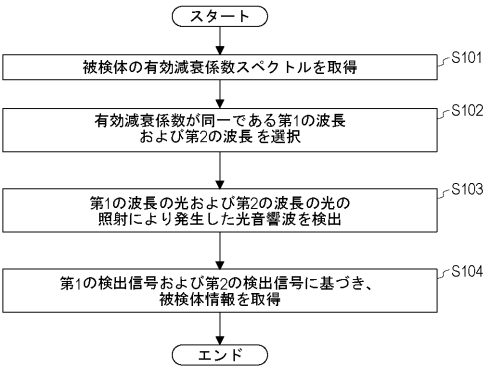 スタート
被検体の有効減衰係数スペクトルを取得
S101
有効減衰係数が同一である第1の波長
および第2の波長を選択
S102
第1の波長の光および第2の波長の光の
照射により発生した光音響波を検出
S103
第1の検出信号および第2の検出信号に基づき、
被検体情報を取得
S104
エンド